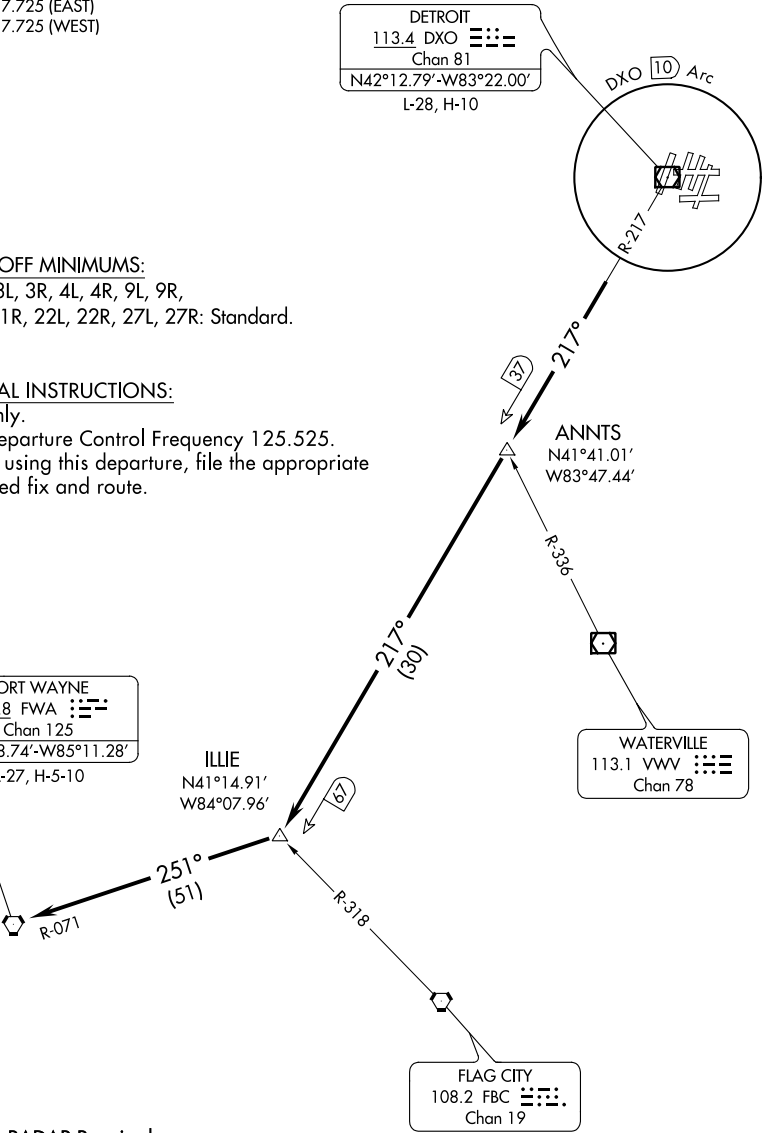 7.725 (EAST)
7.725 (WEST)
DETROIT
113.4 DXO
Chan 81
N42°12.79'-W83°22.00'
L-28, H-10
DXO 10 Arc
R-217
OFF MINIMUMS:
3L, 3R, 4L, 4R, 9L, 9R,
1R, 22L, 22R, 27L, 27R: Standard.
217°
37
AL INSTRUCTIONS:
nly.
eparture Control Frequency 125.525.
using this departure, file the appropriate
ed fix and route.
ANNTS
N41°41.01'
W83°47.44'
R-336
217°
(30)
ORT WAYNE
.8 FWA
Chan 125
8.74'-W85°11.28'
-27, H-5-10
WATERVILLE
113.1 VWV
Chan 78
ILLIE
N41°14.91'
W84°07.96'
67
251°
(51)
R-071
R-318
FLAG CITY
108.2 FBC
Chan 19
RADAR Required